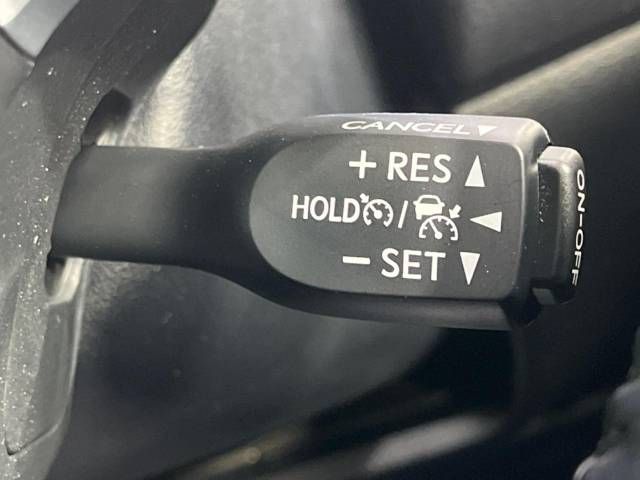 CANCEL▼
+ RES ▲
HOLD / ◀
− SET ▼
ON-OFF